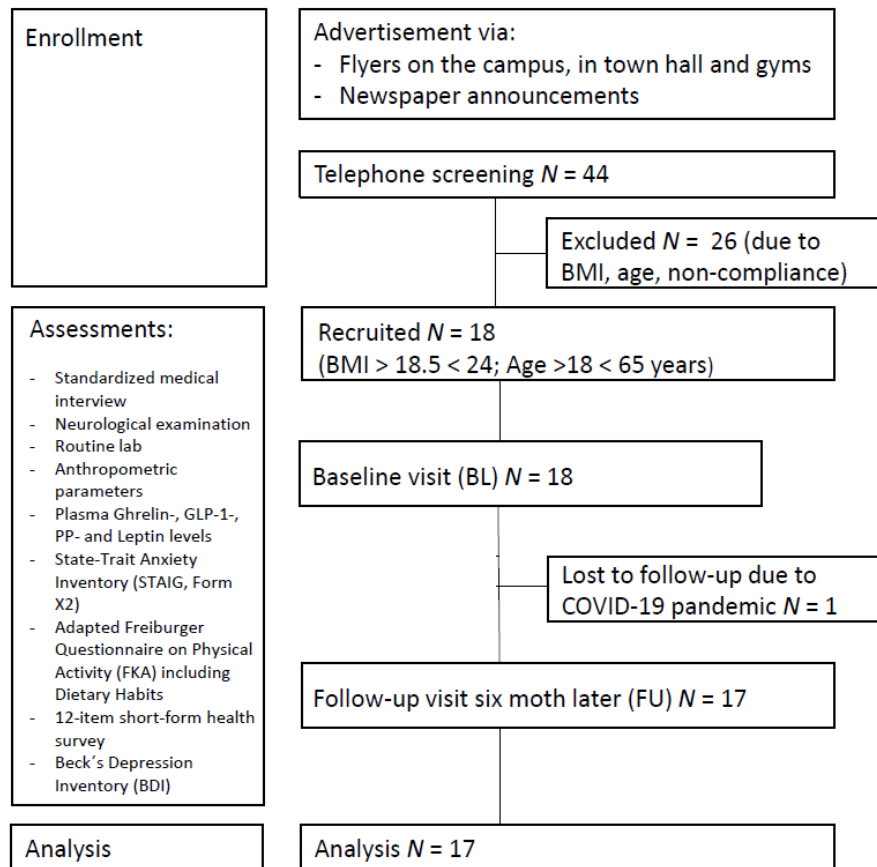 Enrollment
Advertisement via:
- Flyers on the campus, in town hall and gyms
- Newspaper announcements
Telephone screening N = 44
Excluded N = 26 (due to
BMI, age, non-compliance)
Assessments:
- Standardized medical
interview
- Neurological examination
- Routine lab
- Anthropometric
parameters
- Plasma Ghrelin-, GLP-1-,
PP- and Leptin levels
- State-Trait Anxiety
Inventory (STAIG, Form
X2)
- Adapted Freiburger
Questionnaire on Physical
Activity (FKA) including
Dietary Habits
- 12-item short-form health
survey
- Beck´s Depression
Inventory (BDI)
Recruited N = 18
(BMI > 18.5 < 24; Age >18 < 65 years)
Baseline visit (BL) N = 18
Lost to follow-up due to
COVID-19 pandemic N = 1
Follow-up visit six moth later (FU) N = 17
Analysis
Analysis N = 17